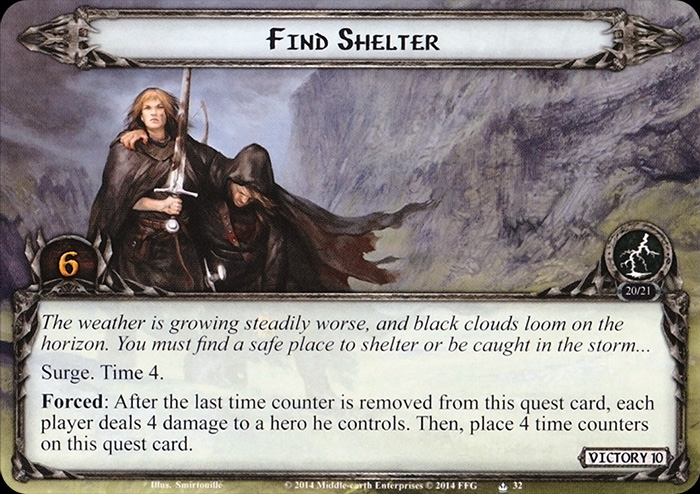 FIND SHELTER
6
20/21
The weather is growing steadily worse, and black clouds loom on the
horizon. You must find a safe place to shelter or be caught in the storm...
Surge. Time 4.
Forced: After the last time counter is removed from this quest card, each
player deals 4 damage to a hero he controls. Then, place 4 time counters
on this quest card.
VICTORY 10
Illus. Smirtouille © 2014 Middle-earth Enterprises © 2014 FFG 32